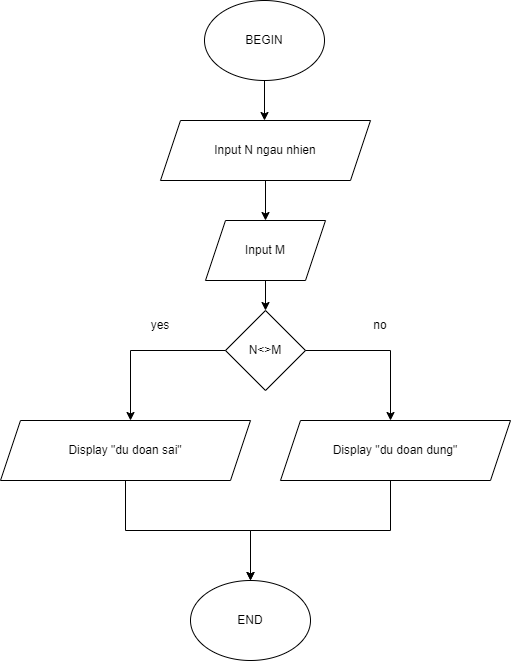 BEGIN
Input N ngau nhien
Input M
yes
no
N<>M
Display "du doan sai"
Display "du doan dung"
END